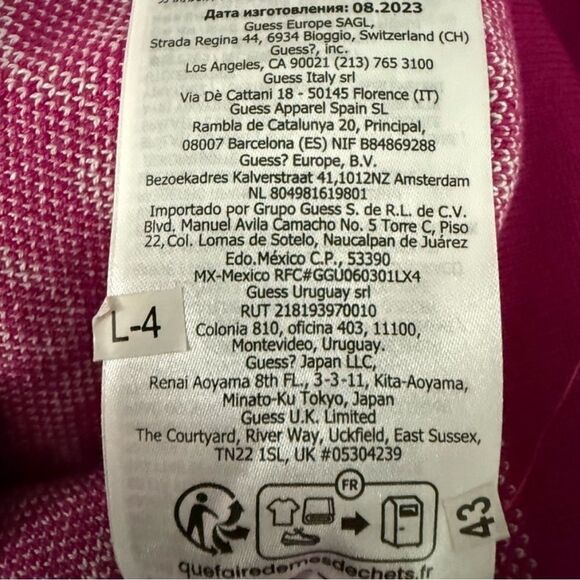 Дата изготовления: 08.2023
Guess Europe SAGL,
Strada Regina 44, 6934 Bioggio, Switzerland (CH)
Guess?, inc.
Los Angeles, CA 90021 (213) 765 3100
Guess Italy srl
Via Dè Cattani 18 - 50145 Florence (IT)
Guess Apparel Spain SL
Rambla de Catalunya 20, Principal,
08007 Barcelona (ES) NIF B84869288
Guess? Europe, B.V.
Bezoekadres Kalverstraat 41,1012NZ Amsterdam
NL 804981619801
Importado por Grupo Guess S. de R.L. de C.V.
Blvd. Manuel Avila Camacho No. 5 Torre C, Piso
22,Col. Lomas de Sotelo, Naucalpan de Juárez
Edo.México C.P., 53390
MX-Mexico RFC#GGU060301LX4
Guess Uruguay srl
RUT 218193970010
L-4
Colonia 810, oficina 403, 11100,
Montevideo, Uruguay.
Guess? Japan LLC,
Renai Aoyama 8th FL., 3-3-11, Kita-Aoyama,
Minato-Ku Tokyo, Japan
Guess U.K. Limited
The Courtyard, River Way, Uckfield, East Sussex,
TN22 1SL, UK #05304239
FR
43
quefairedemesdechets.fr